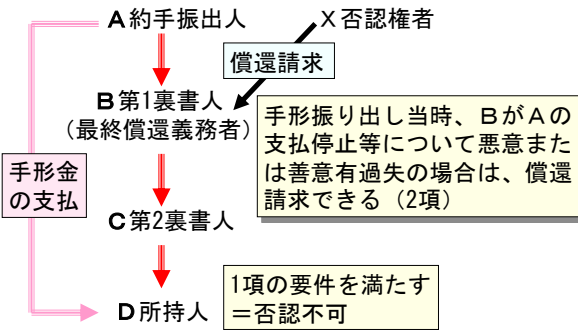 A約手振出人
X否認権者
償還請求
B第1裏書人
（最終償還義務者）
手形振り出し当時、BがAの
支払停止等について悪意また
は善意有過失の場合は、償還
請求できる（2項）
手形金
の支払
C第2裏書人
D所持人
1項の要件を満たす
＝否認不可